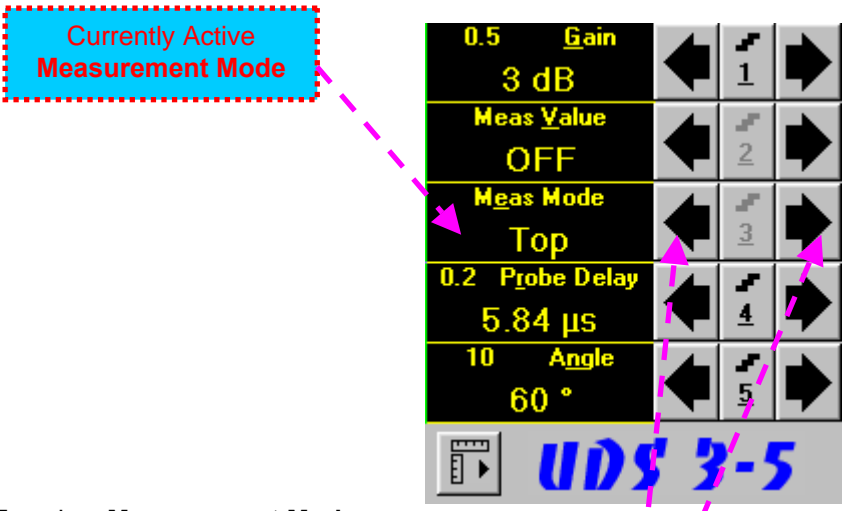 Currently Active
Measurement Mode
0.5 Gain
3 dB
1
Meas Value
OFF
2
Meas Mode
Top
3
0.2 Probe Delay
5.84 µs
4
10 Angle
60 °
5
UDS 3-5
Measurement